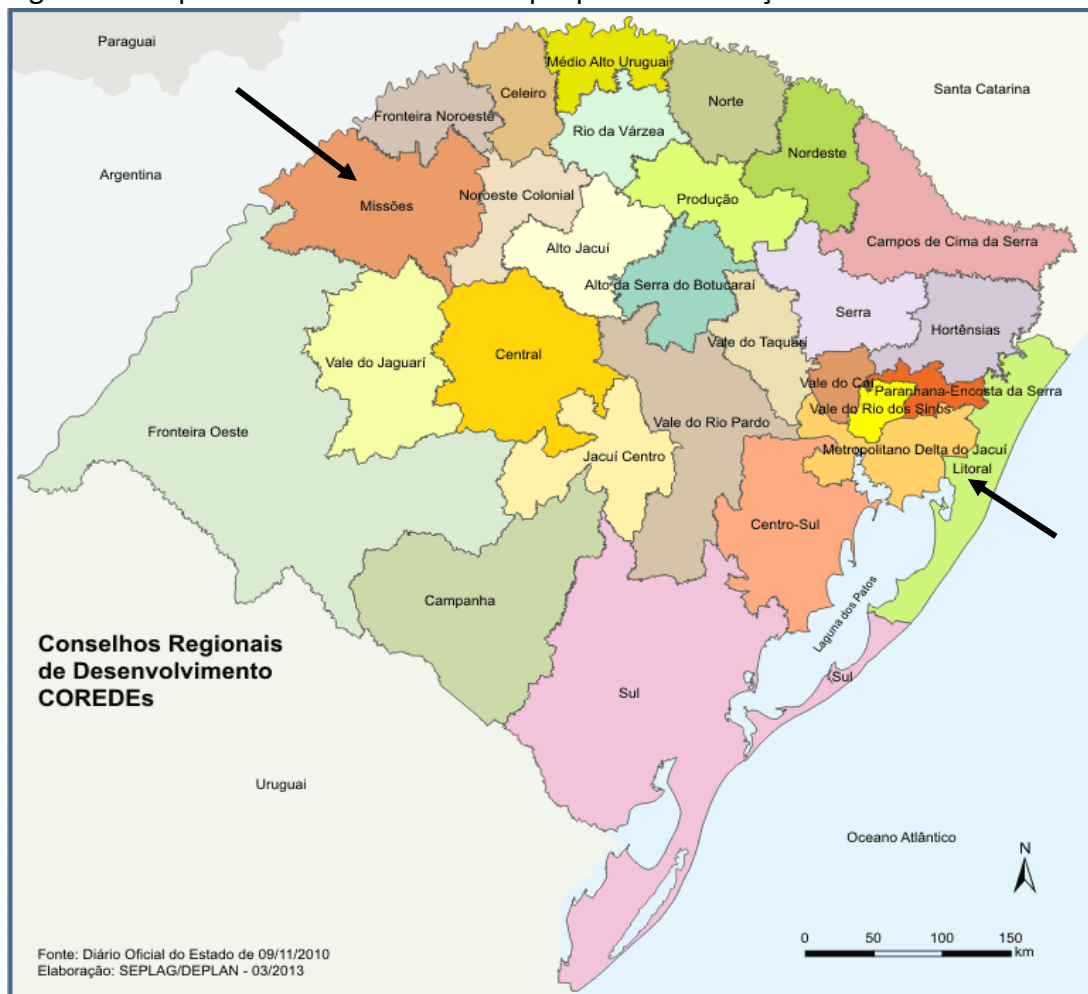 Paraguai
Médio Alto Uruguai
Santa Catarina
Celeiro
Norte
Fronteira Noroeste
Rio da Várzea
Nordeste
Argentina
Noroeste Colonial
Produção
Missões
Campos de Cima da Serra
Alto Jacuí
Alto da Serra do Botucaraí
Serra
Hortênsias
Vale do Taquarí
Central
Vale do Jaguarí
Vale do Caí
Paranhana-Encosta da Serra
Vale do Rio dos Sinos
Vale do Rio Pardo
Fronteira Oeste
Metropolitano Delta do Jacuí
Jacuí Centro
Litoral
Centro-Sul
Campanha
Laguna dos Patos
Conselhos Regionais
de Desenvolvimento
COREDEs
Sul
Sul
Uruguai
Oceano Atlântico
N
0 50 100 150
km
Fonte: Diário Oficial do Estado de 09/11/2010
Elaboração: SEPLAG/DEPLAN - 03/2013